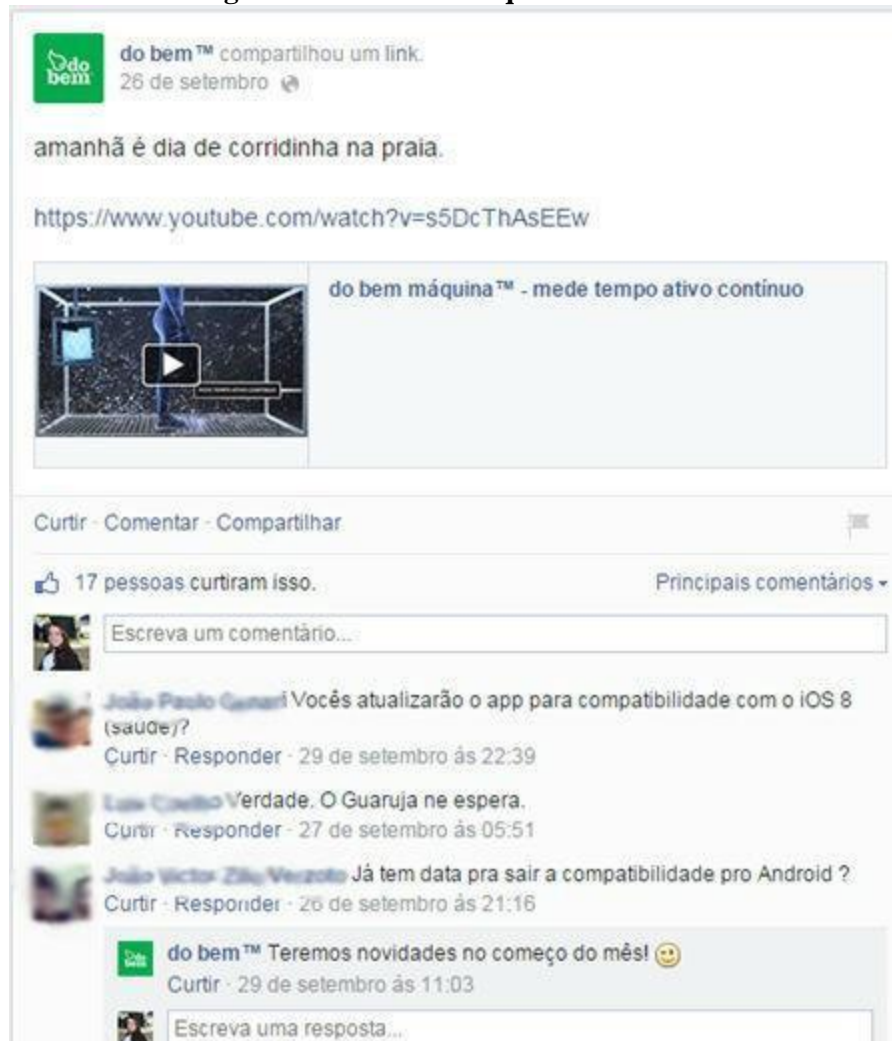 do bem™ compartilhou um link.
26 de setembro
do
bem
amanhã é dia de corridinha na praia.
https://www.youtube.com/watch?v=s5DcThAsEEw
do bem máquina™ - mede tempo ativo contínuo
Curtir · Comentar · Compartilhar
17 pessoas curtiram isso.
Principais comentários
Escreva um comentário...
Vocês atualizarão o app para compatibilidade com o iOS 8
(saúde)?
Curtir · Responder · 29 de setembro às 22:39
Verdade. O Guaruja ne espera.
Curtir · Responder · 27 de setembro às 05:51
Já tem data pra sair a compatibilidade pro Android ?
Curtir · Responder · 26 de setembro às 21:16
do bem™ Teremos novidades no começo do mês!
Curtir · 29 de setembro às 11:03
Escreva uma resposta...